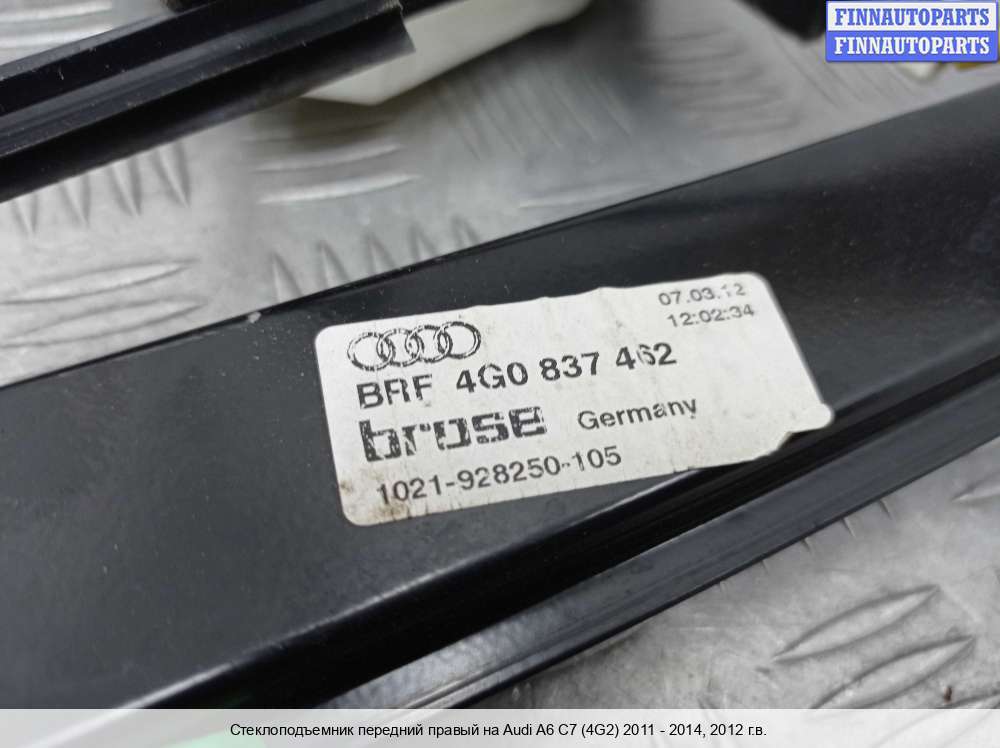 FINNAUTOPARTS
FINNAUTOPARTS
07.03.12
12:02:34
BRF 4G0 837 462
brose Germany
1021-928250-105
Стеклоподъемник передний правый на Audi A6 C7 (4G2) 2011 - 2014, 2012 г.в.